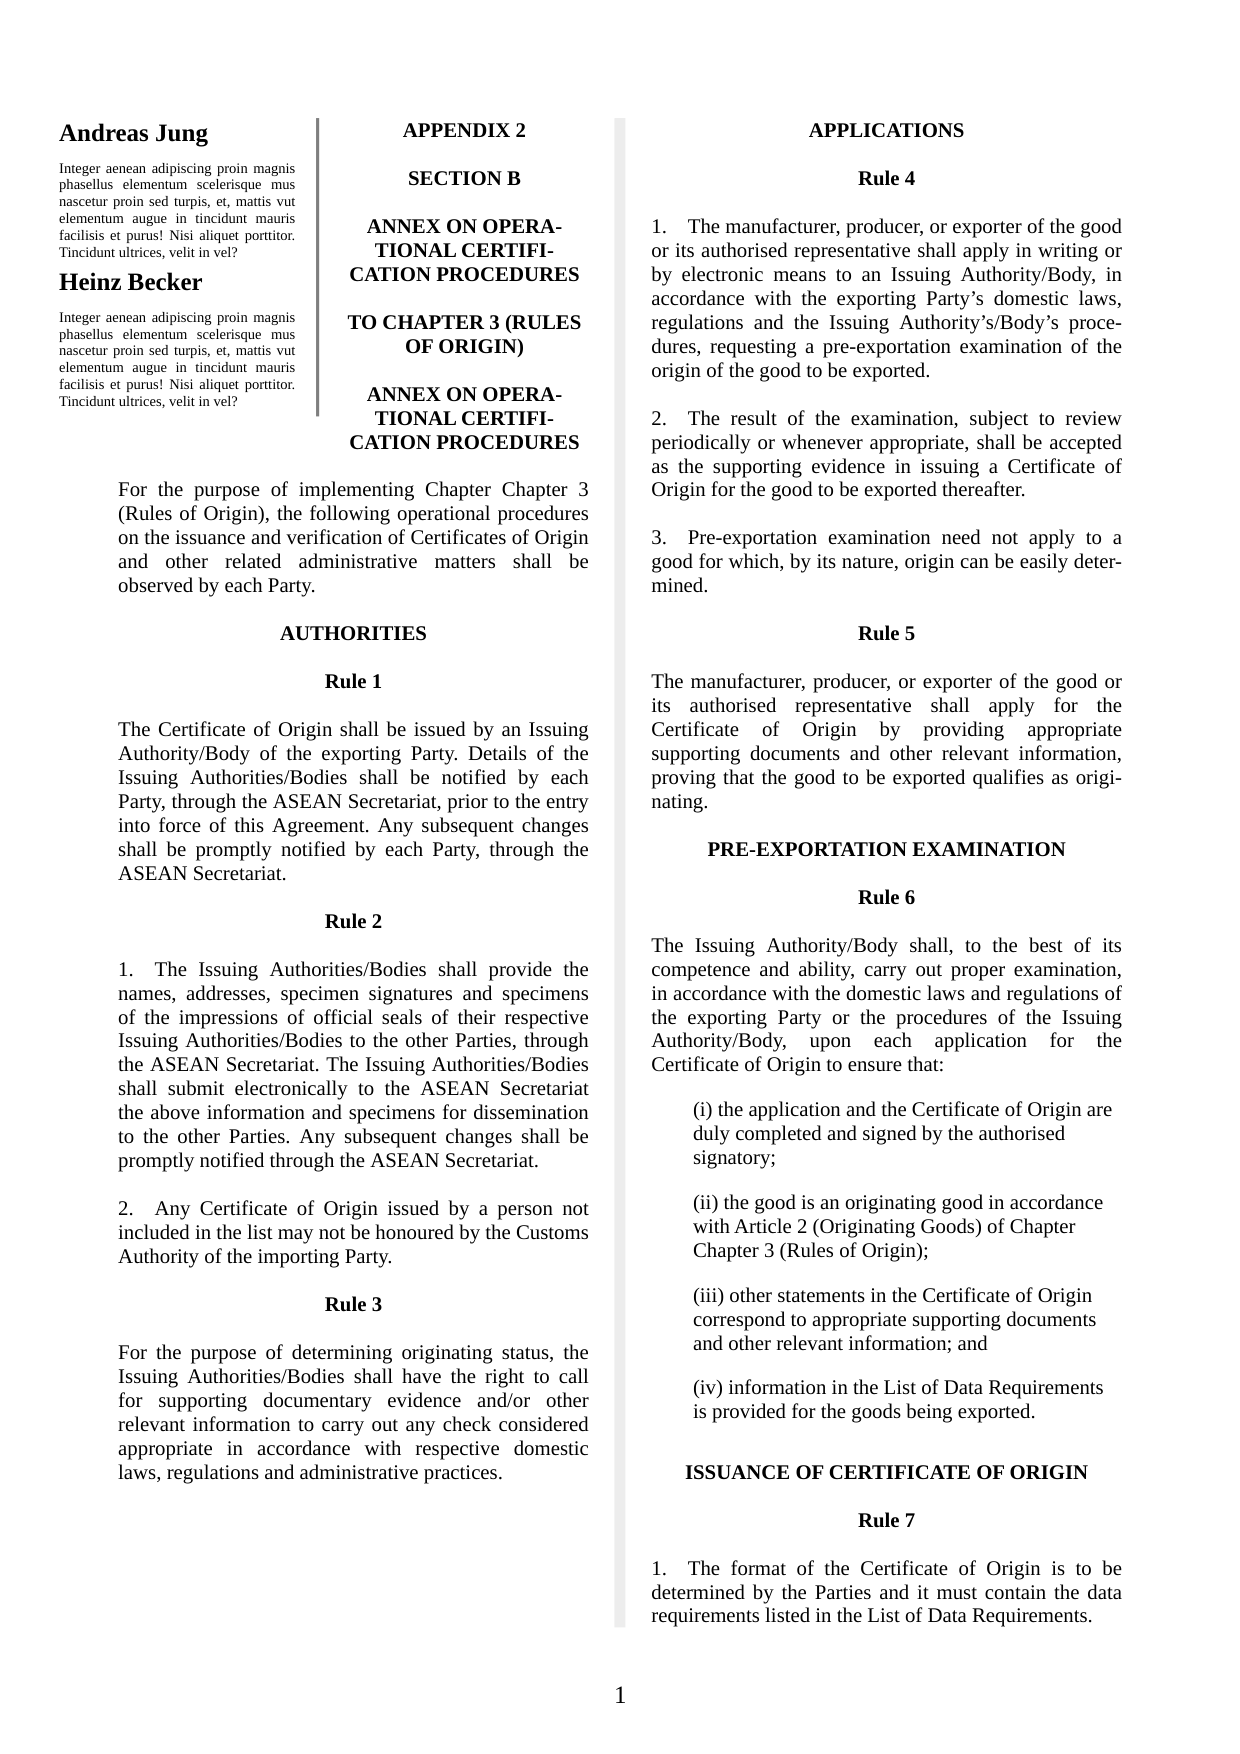 Andreas Jung
Integer aenean adipiscing proin magnis
phasellus elementum scelerisque mus
nascetur proin sed turpis, et, mattis vut
elementum augue in tincidunt mauris
facilisis et purus! Nisi aliquet porttitor.
Tincidunt ultrices, velit in vel?
Heinz Becker
Integer aenean adipiscing proin magnis
phasellus elementum scelerisque mus
nascetur proin sed turpis, et, mattis vut
elementum augue in tincidunt mauris
facilisis et purus! Nisi aliquet porttitor.
Tincidunt ultrices, velit in vel?
APPENDIX 2
SECTION B
ANNEX ON OPERA-
TIONAL CERTIFI-
CATION PROCEDURES
TO CHAPTER 3 (RULES
OF ORIGIN)
ANNEX ON OPERA-
TIONAL CERTIFI-
CATION PROCEDURES
For the purpose of implementing Chapter Chapter 3
(Rules of Origin), the following operational procedures
on the issuance and verification of Certificates of Origin
and other related administrative matters shall be
observed by each Party.
AUTHORITIES
Rule 1
The Certificate of Origin shall be issued by an Issuing
Authority/Body of the exporting Party. Details of the
Issuing Authorities/Bodies shall be notified by each
Party, through the ASEAN Secretariat, prior to the entry
into force of this Agreement. Any subsequent changes
shall be promptly notified by each Party, through the
ASEAN Secretariat.
Rule 2
1. The Issuing Authorities/Bodies shall provide the
names, addresses, specimen signatures and specimens
of the impressions of official seals of their respective
Issuing Authorities/Bodies to the other Parties, through
the ASEAN Secretariat. The Issuing Authorities/Bodies
shall submit electronically to the ASEAN Secretariat
the above information and specimens for dissemination
to the other Parties. Any subsequent changes shall be
promptly notified through the ASEAN Secretariat.
2. Any Certificate of Origin issued by a person not
included in the list may not be honoured by the Customs
Authority of the importing Party.
Rule 3
For the purpose of determining originating status, the
Issuing Authorities/Bodies shall have the right to call
for supporting documentary evidence and/or other
relevant information to carry out any check considered
appropriate in accordance with respective domestic
laws, regulations and administrative practices.
APPLICATIONS
Rule 4
1. The manufacturer, producer, or exporter of the good
or its authorised representative shall apply in writing or
by electronic means to an Issuing Authority/Body, in
accordance with the exporting Party’s domestic laws,
regulations and the Issuing Authority’s/Body’s proce-
dures, requesting a pre-exportation examination of the
origin of the good to be exported.
2. The result of the examination, subject to review
periodically or whenever appropriate, shall be accepted
as the supporting evidence in issuing a Certificate of
Origin for the good to be exported thereafter.
3. Pre-exportation examination need not apply to a
good for which, by its nature, origin can be easily deter-
mined.
Rule 5
The manufacturer, producer, or exporter of the good or
its authorised representative shall apply for the
Certificate of Origin by providing appropriate
supporting documents and other relevant information,
proving that the good to be exported qualifies as origi-
nating.
PRE-EXPORTATION EXAMINATION
Rule 6
The Issuing Authority/Body shall, to the best of its
competence and ability, carry out proper examination,
in accordance with the domestic laws and regulations of
the exporting Party or the procedures of the Issuing
Authority/Body, upon each application for the
Certificate of Origin to ensure that:
(i) the application and the Certificate of Origin are
duly completed and signed by the authorised
signatory;
(ii) the good is an originating good in accordance
with Article 2 (Originating Goods) of Chapter
Chapter 3 (Rules of Origin);
(iii) other statements in the Certificate of Origin
correspond to appropriate supporting documents
and other relevant information; and
(iv) information in the List of Data Requirements
is provided for the goods being exported.
ISSUANCE OF CERTIFICATE OF ORIGIN
Rule 7
1. The format of the Certificate of Origin is to be
determined by the Parties and it must contain the data
requirements listed in the List of Data Requirements.
1